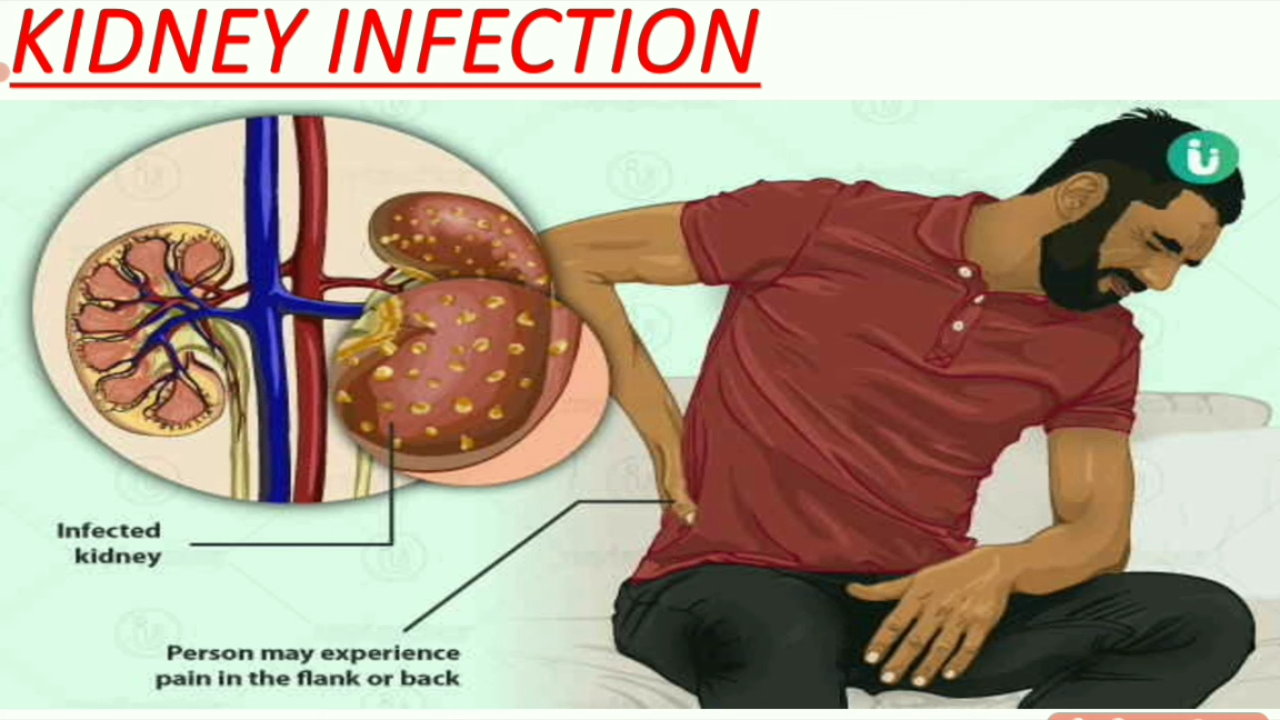 KIDNEY INFECTION
Infected
kidney
Person may experience
pain in the flank or back